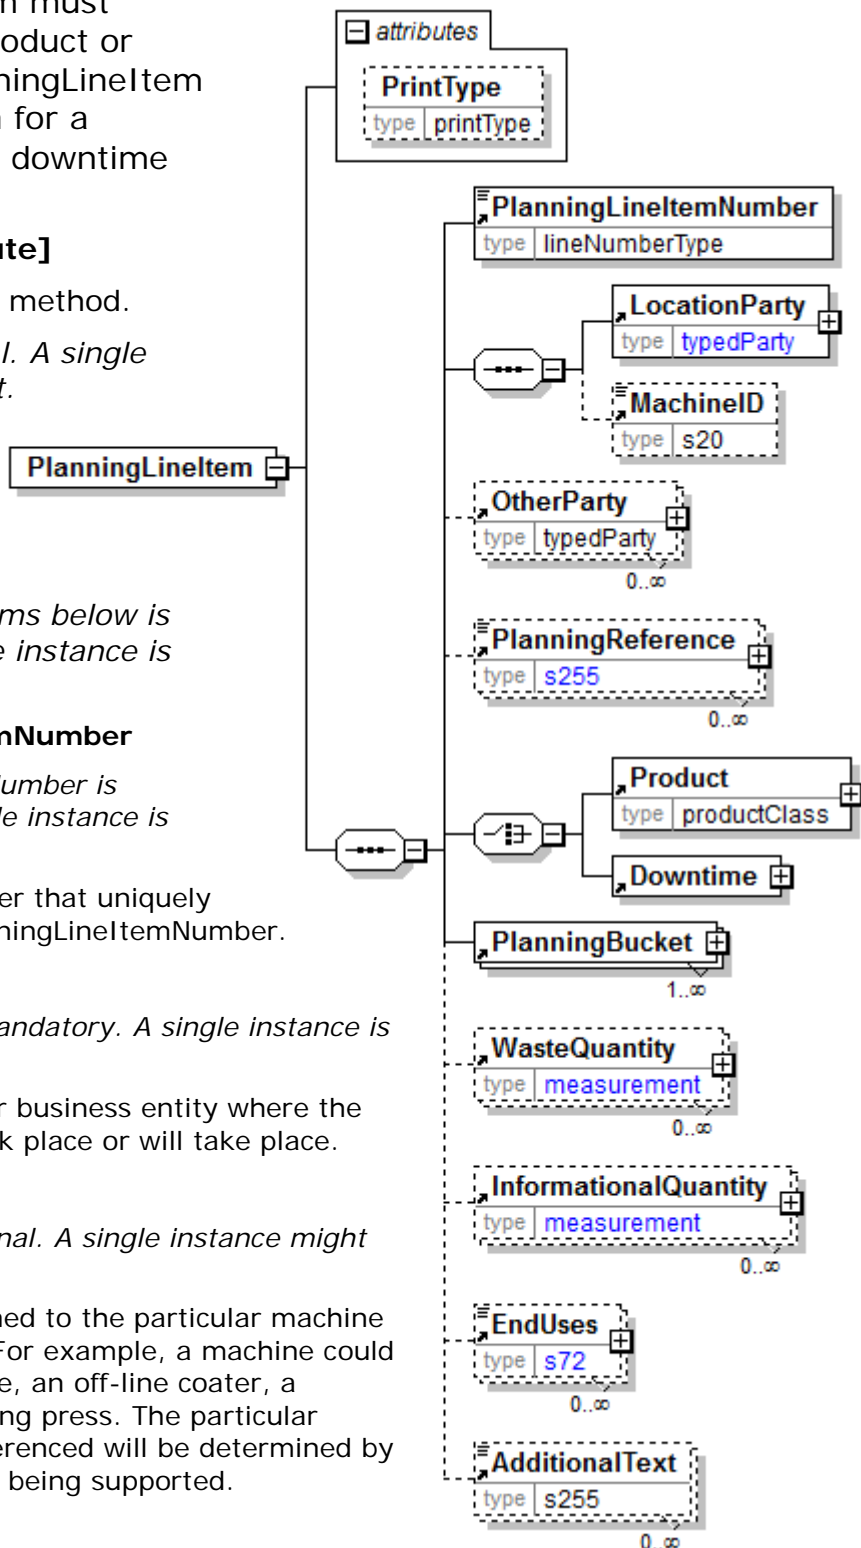 m must
oduct or
ningLineItem
n for a
downtime
ute]
method.
l. A single
t.
ms below is
e instance is
mNumber
Number is
le instance is
er that uniquely
ningLineItemNumber.
andatory. A single instance is
r business entity where the
k place or will take place.
nal. A single instance might
ned to the particular machine
For example, a machine could
e, an off-line coater, a
ng press. The particular
erenced will be determined by
being supported.
attributes
PrintType
type printType
PlanningLineItem
PlanningLineItemNumber
type lineNumberType
LocationParty
type typedParty
MachineID
type s20
OtherParty
type typedParty
0..∞
PlanningReference
type s255
0..∞
Product
type productClass
Downtime
PlanningBucket
1..∞
WasteQuantity
type measurement
0..∞
InformationalQuantity
type measurement
0..∞
EndUses
type s72
0..∞
AdditionalText
type s255
0..∞